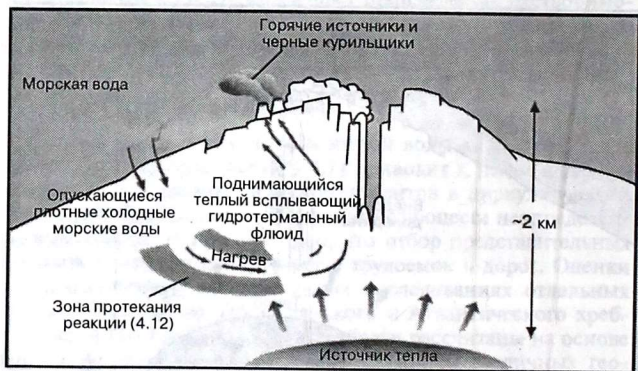 Горячие источники и
черные курильщики
Морская вода
Опускающиеся
плотные холодные
морские воды
Поднимающийся
теплый всплывающий
гидротермальный
флюид
~2 км
Нагрев
Зона протекания
реакции (4.12)
Источник тепла